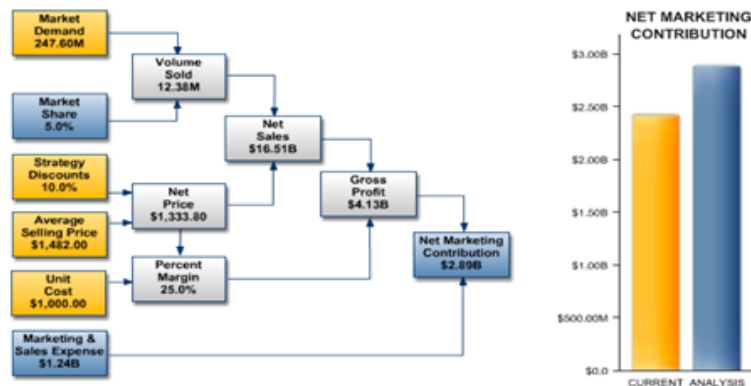 Market
Demand
247.60M
Volume
Sold
12.38M
Market
Share
5.0%
Net
Sales
$16.51B
Strategy
Discounts
10.0%
Net
Price
$1,333.80
Average
Selling Price
$1,482.00
Gross
Profit
$4.13B
Percent
Margin
25.0%
Unit
Cost
$1,000.00
Net Marketing
Contribution
$2.89B
Marketing &
Sales Expense
$1.24B
NET MARKETING
CONTRIBUTION
$3.00B
$2.50B
$2.00B
$1.50B
$1.00B
$500.00M
$0.0
CURRENT ANALYSIS